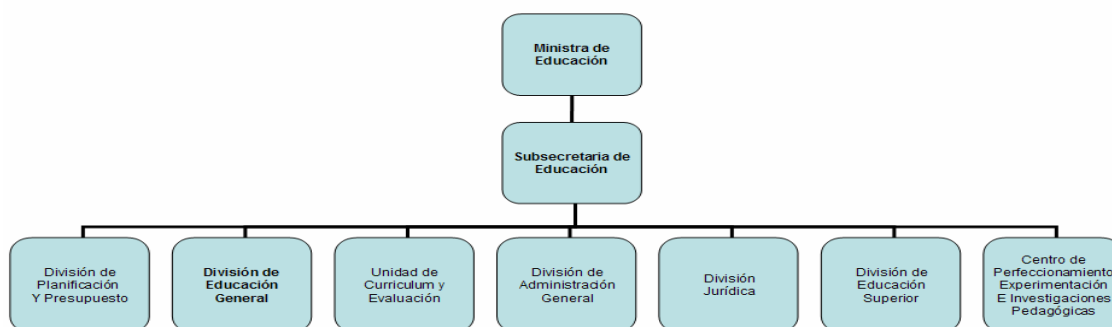 Ministra de
Educación
Subsecretaria de
Educación
División de
Planificación
Y Presupuesto
División de
Educación
General
Unidad de
Curriculum y
Evaluación
División de
Administración
General
División
Jurídica
División de
Educación
Superior
Centro de
Perfeccionamiento
Experimentación
E Investigaciones
Pedagógicas